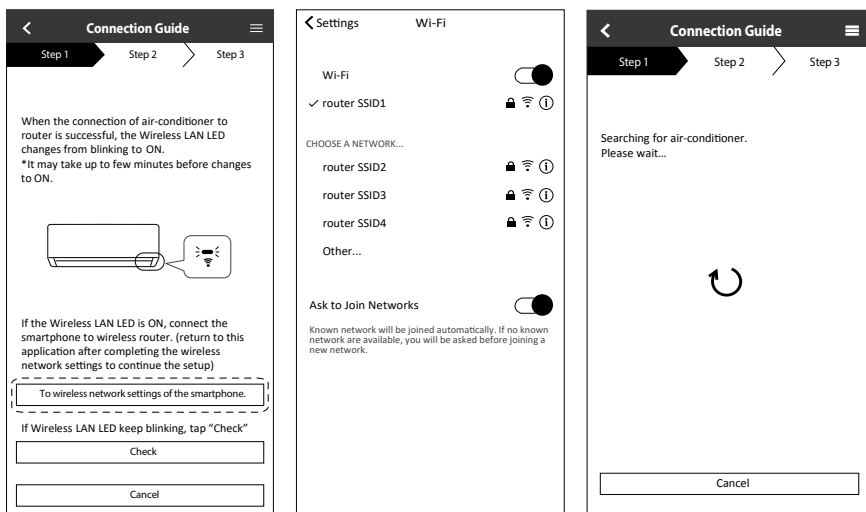 Connection Guide
Step 1
Step 2
Step 3
When the connection of air-conditioner to
router is successful, the Wireless LAN LED
changes from blinking to ON.
*It may take up to few minutes before changes
to ON.
If the Wireless LAN LED is ON, connect the
smartphone to wireless router. (return to this
application after completing the wireless
network settings to continue the setup)
To wireless network settings of the smartphone.
If Wireless LAN LED keep blinking, tap “Check”
Check
Cancel
Settings
Wi-Fi
Wi-Fi
router SSID1
CHOOSE A NETWORK...
router SSID2
router SSID3
router SSID4
Other...
Ask to Join Networks
Known network will be joined automatically. If no known
network are available, you will be asked before joining a
new network.
Connection Guide
Step 1
Step 2
Step 3
Searching for air-conditioner.
Please wait...
Cancel